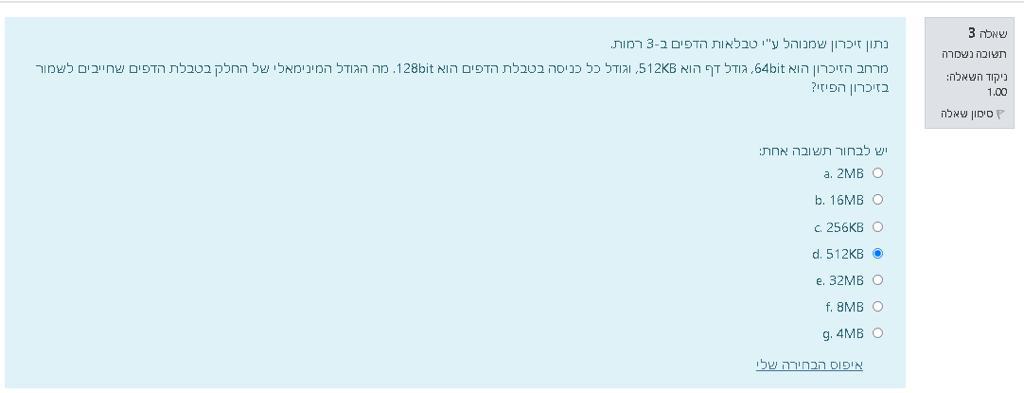 שאלה 3
תשובה נשמרה
ניקוד השאלה:
1.00
סימון שאלה
נתון זיכרון שמנוהל ע"י טבלאות הדפים ב-3 רמות.
מרחב הזיכרון הוא 64bit, גודל דף הוא 512KB, וגודל כל כניסה בטבלת הדפים הוא 128bit. מה הגודל המינימאלי של החלק בטבלת הדפים שחייבים לשמור
בזיכרון הפיזי?
יש לבחור תשובה אחת:
a. 2MB
b. 16MB
c. 256KB
d. 512KB
e. 32MB
f. 8MB
g. 4MB
איפוס הבחירה שלי